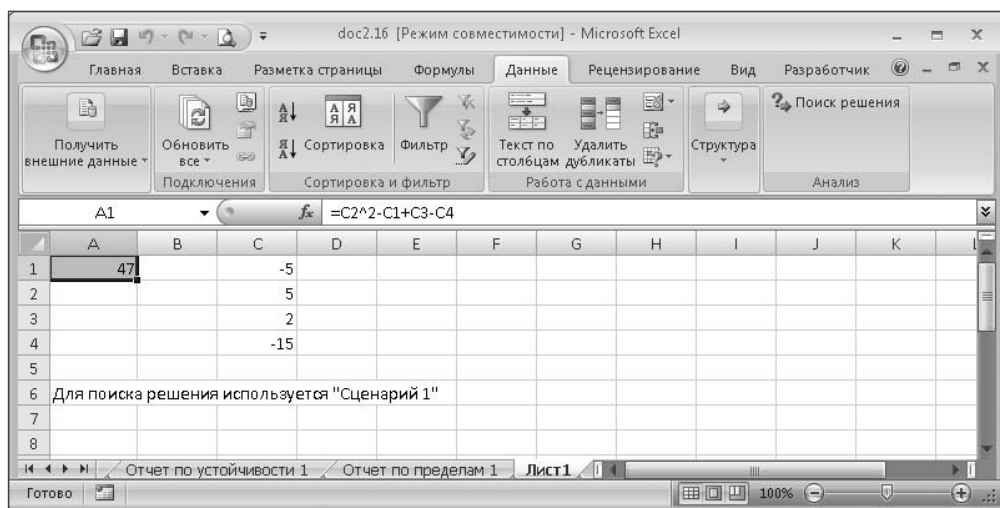 doc2.16 [Режим совместимости] - Microsoft Excel
Главная Вставка Разметка страницы Формулы Данные Рецензирование Вид Разработчик
Получить внешние данные
Обновить все
Подключения
А Я
Я А
Сортировка
Фильтр
Сортировка и фильтр
Текст по столбцам
Удалить дубликаты
Работа с данными
Структура
Поиск решения
Анализ
A1 fx =C2^2-C1+C3-C4
A B C D E F G H I J K L
1 47 -5
2 5
3 2
4 -15
5
6 Для поиска решения используется "Сценарий 1"
7
8
Отчет по устойчивости 1 Отчет по пределам 1 Лист1
Готово 100%